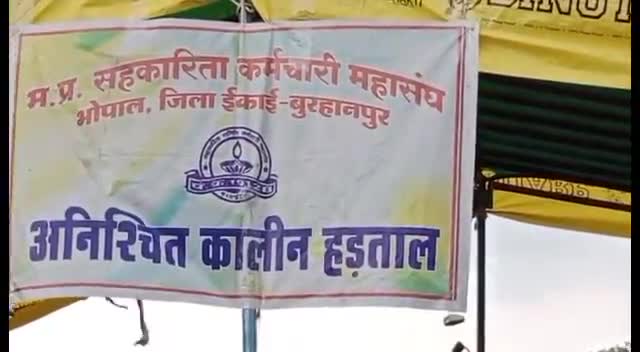 म.प्र. सहकारिता कर्मचारी महासंघ
भोपाल, जिला ईकाई-बुरहानपुर
अनिश्चित कालीन हड़ताल